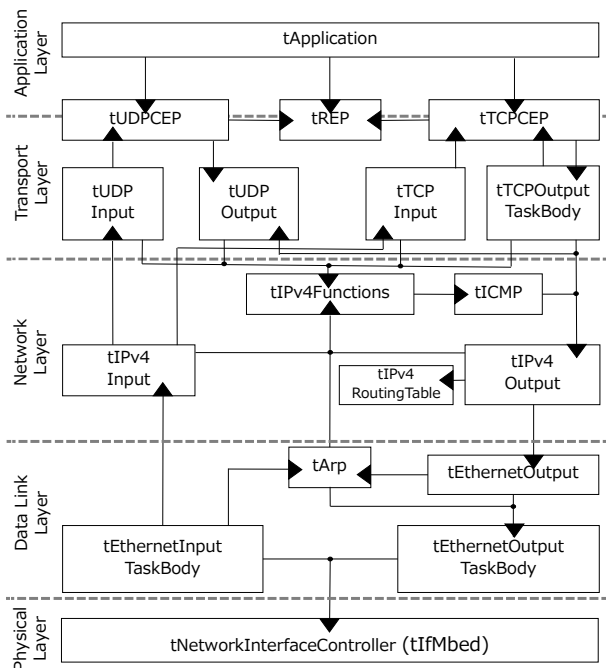 Application
Layer
tApplication
tUDPCEP
tREP
tTCPCEP
Transport
Layer
tUDP
Input
tUDP
Output
tTCP
Input
tTCPOutput
TaskBody
Network
Layer
tIPv4Functions
tICMP
tIPv4
Input
tIPv4
RoutingTable
tIPv4
Output
Data Link
Layer
tArp
tEthernetOutput
tEthernetInput
TaskBody
tEthernetOutput
TaskBody
Physical
Layer
tNetworkInterfaceController (tIfMbed)